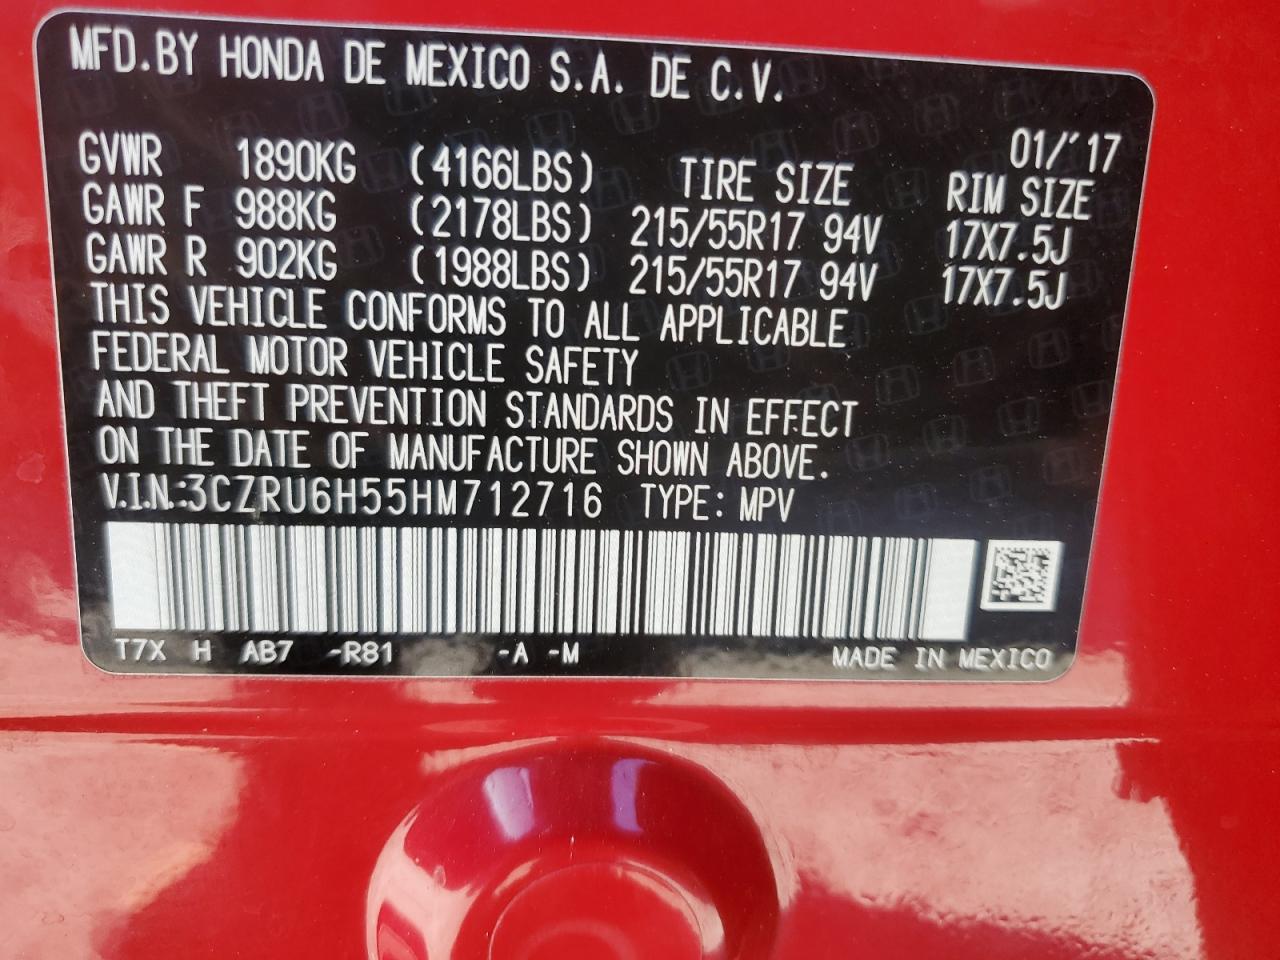 MFD.BY HONDA DE MEXICO S.A. DE C.V.
01/'17
GVWR 1890KG (4166LBS) TIRE SIZE RIM SIZE
GAWR F 988KG (2178LBS) 215/55R17 94V 17X7.5J
GAWR R 902KG (1988LBS) 215/55R17 94V 17X7.5J
THIS VEHICLE CONFORMS TO ALL APPLICABLE
FEDERAL MOTOR VEHICLE SAFETY
AND THEFT PREVENTION STANDARDS IN EFFECT
ON THE DATE OF MANUFACTURE SHOWN ABOVE.
V.I.N.:3CZRU6H55HM712716 TYPE: MPV
T7X H AB7 -R81 -A -M MADE IN MEXICO